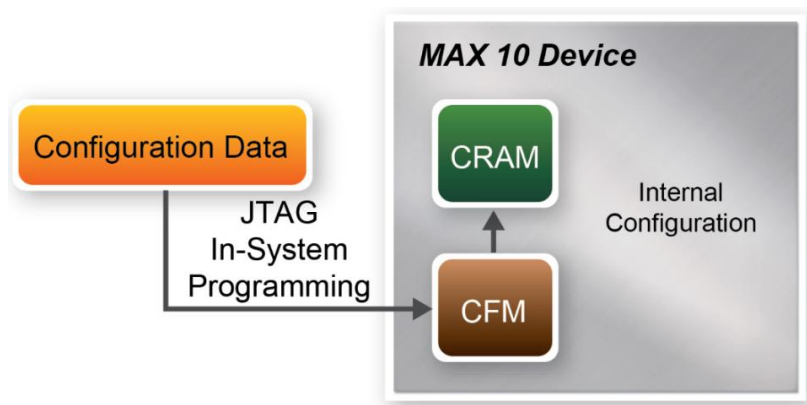 MAX 10 Device
Configuration Data
CRAM
JTAG
In-System
Programming
Internal
Configuration
CFM